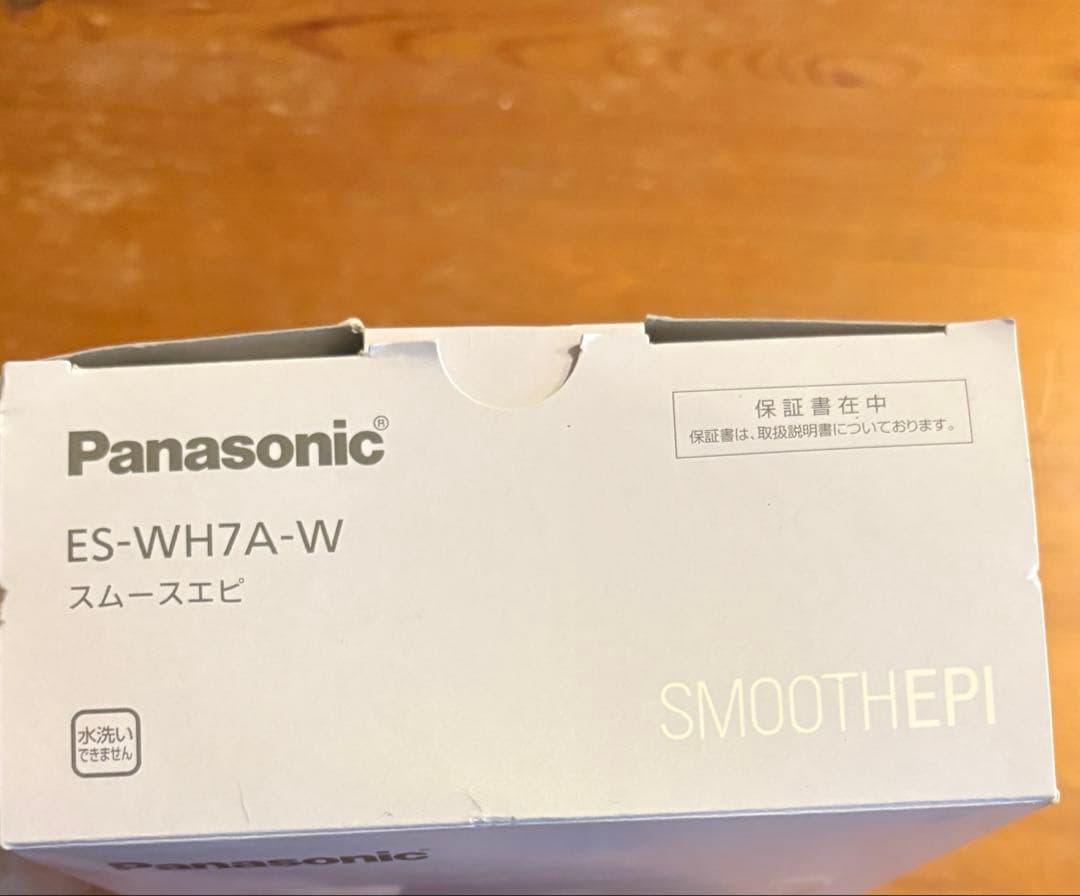 Panasonic®
保証書在中
保証書は、取扱説明書についております。
ES-WH7A-W
スムースエピ
SMOOTHEPI
水洗い
できません
Panasonic